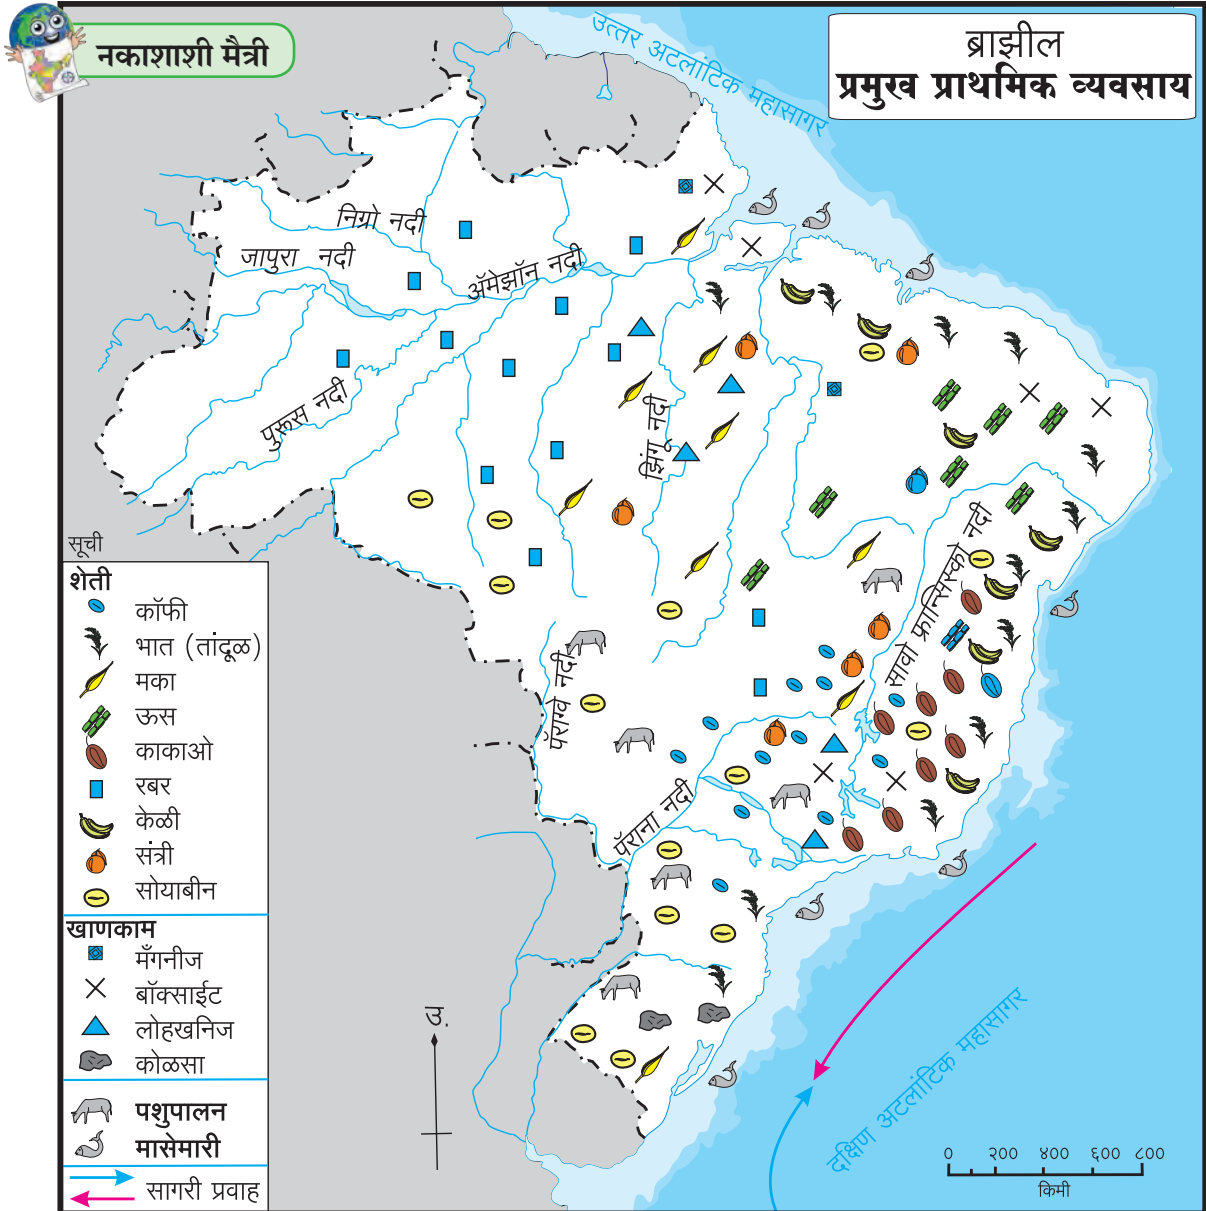 नकाशाशी मैत्री
ब्राझील
प्रमुख प्राथमिक व्यवसाय
उत्तर अटलांटिक महासागर
निग्रो नदी
जापुरा नदी
ॲमेझॉन नदी
पुरूस नदी
झिंगू नदी
सावो फ्रान्सिस्को नदी
पॅराग्वे नदी
पॅराना नदी
दक्षिण अटलांटिक महासागर
उ.
सूची
शेती
कॉफी
भात (तांदूळ)
मका
ऊस
काकाओ
रबर
केळी
संत्री
सोयाबीन
खाणकाम
मँगनीज
बॉक्साईट
लोहखनिज
कोळसा
पशुपालन
मासेमारी
सागरी प्रवाह
० २०० ४०० ६०० ८००
किमी